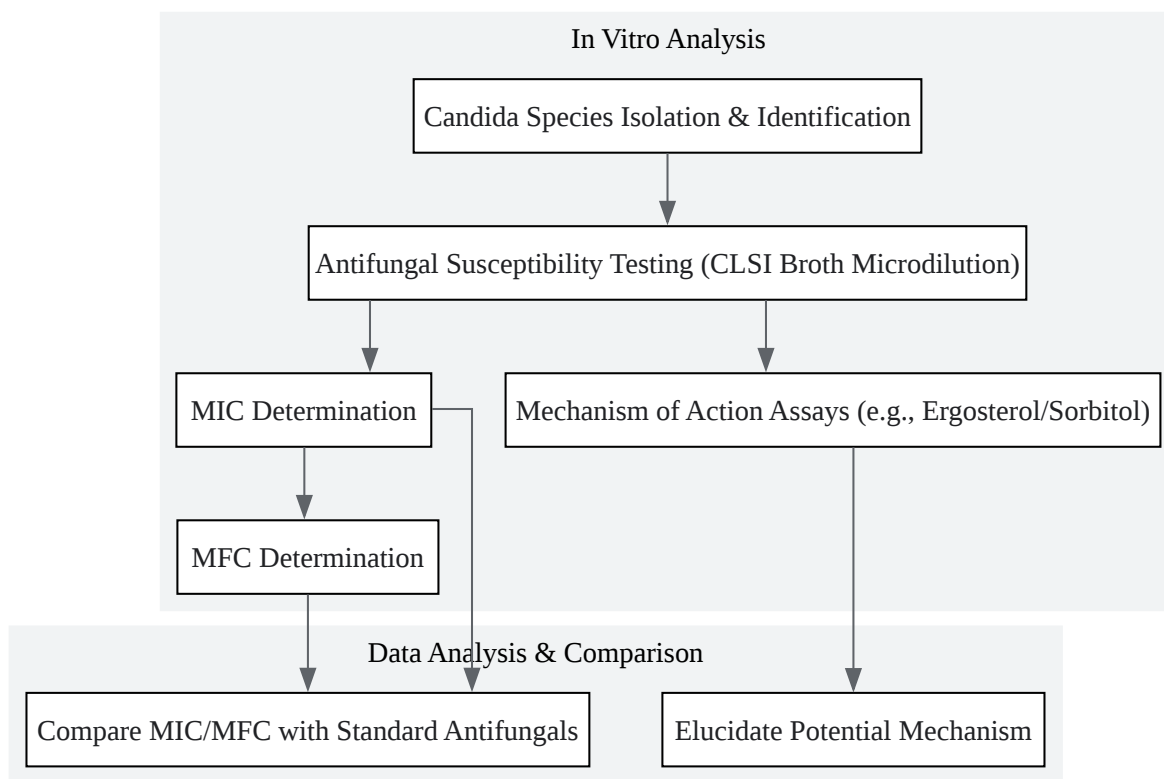 In Vitro Analysis
Candida Species Isolation & Identification
Antifungal Susceptibility Testing (CLSI Broth Microdilution)
MIC Determination
Mechanism of Action Assays (e.g., Ergosterol/Sorbitol)
MFC Determination
Data Analysis & Comparison
Compare MIC/MFC with Standard Antifungals
Elucidate Potential Mechanism